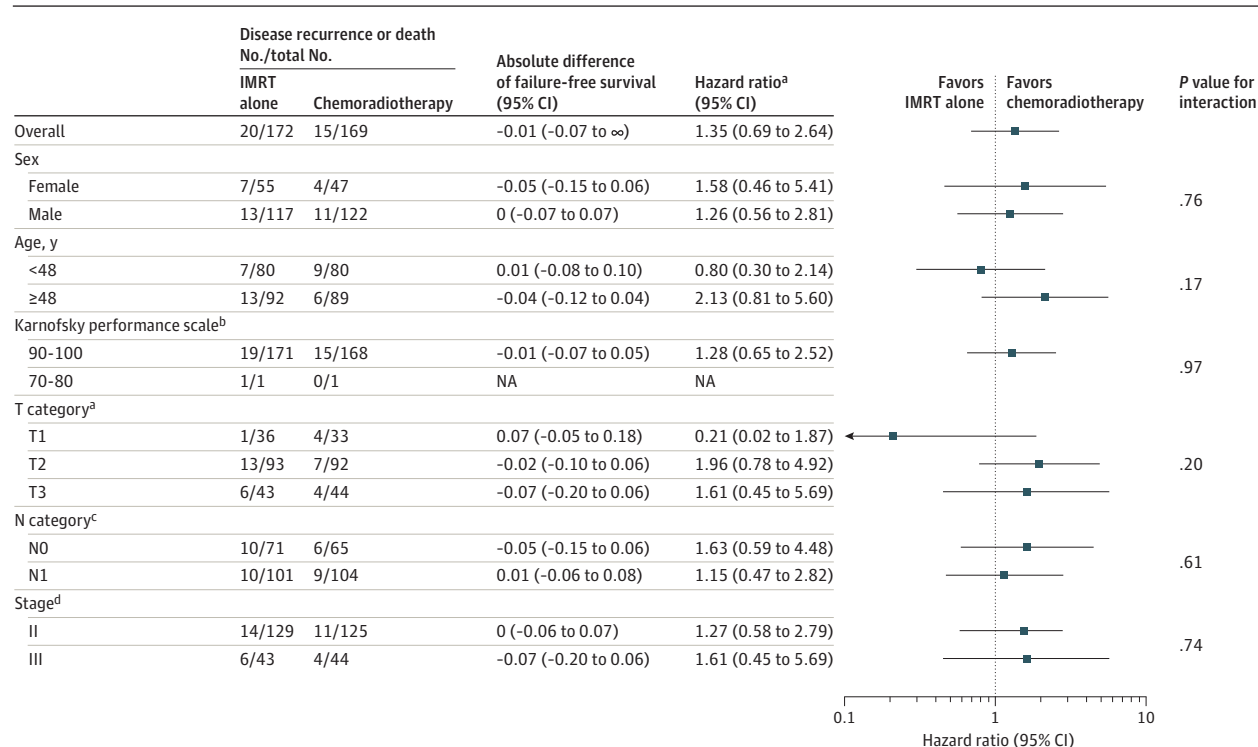 Disease recurrence or death
No./total No.
IMRT alone
Chemoradiotherapy
Absolute difference
of failure-free survival
(95% CI)
Hazard ratioa
(95% CI)
Favors
IMRT alone
Favors
chemoradiotherapy
P value for
interaction
Overall 20/172 15/169 -0.01 (-0.07 to ∞) 1.35 (0.69 to 2.64)
Sex
Female 7/55 4/47 -0.05 (-0.15 to 0.06) 1.58 (0.46 to 5.41)
.76
Male 13/117 11/122 0 (-0.07 to 0.07) 1.26 (0.56 to 2.81)
Age, y
<48 7/80 9/80 0.01 (-0.08 to 0.10) 0.80 (0.30 to 2.14)
.17
≥48 13/92 6/89 -0.04 (-0.12 to 0.04) 2.13 (0.81 to 5.60)
Karnofsky performance scaleb
90-100 19/171 15/168 -0.01 (-0.07 to 0.05) 1.28 (0.65 to 2.52)
.97
70-80 1/1 0/1 NA NA
T categorya
T1 1/36 4/33 0.07 (-0.05 to 0.18) 0.21 (0.02 to 1.87)
T2 13/93 7/92 -0.02 (-0.10 to 0.06) 1.96 (0.78 to 4.92) .20
T3 6/43 4/44 -0.07 (-0.20 to 0.06) 1.61 (0.45 to 5.69)
N categoryc
N0 10/71 6/65 -0.05 (-0.15 to 0.06) 1.63 (0.59 to 4.48)
.61
N1 10/101 9/104 0.01 (-0.06 to 0.08) 1.15 (0.47 to 2.82)
Staged
II 14/129 11/125 0 (-0.06 to 0.07) 1.27 (0.58 to 2.79)
.74
III 6/43 4/44 -0.07 (-0.20 to 0.06) 1.61 (0.45 to 5.69)
0.1 1 10
Hazard ratio (95% CI)